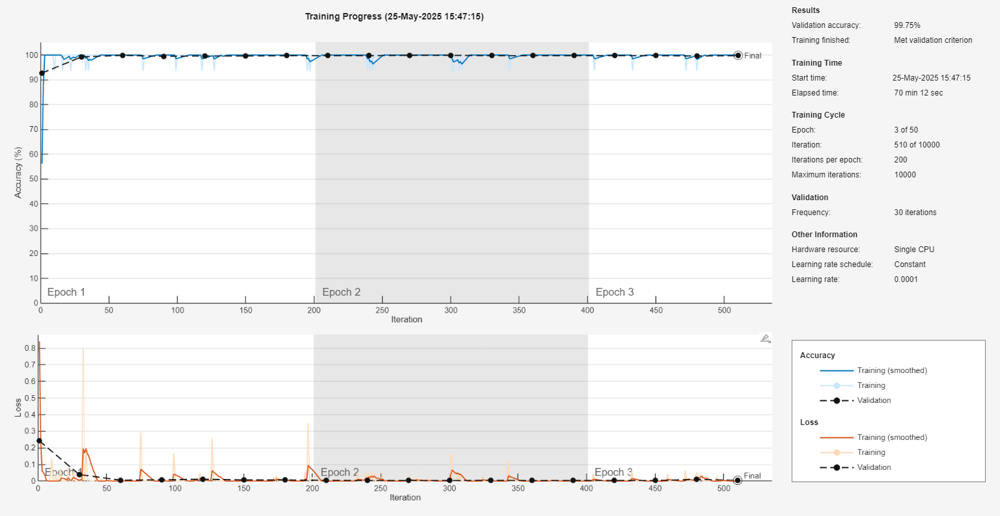 Training Progress (25-May-2025 15:47:15)
Accuracy (%)
100
90
80
70
60
50
40
30
20
10
0
Final
Epoch 1
Epoch 2
Epoch 3
0 50 100 150 200 250 300 350 400 450 500
Iteration
Loss
0.8
0.7
0.6
0.5
0.4
0.3
0.2
0.1
0
Epoch 1
Epoch 2
Epoch 3
Final
0 50 100 150 200 250 300 350 400 450 500
Iteration
Results
Validation accuracy: 99.75%
Training finished: Met validation criterion
Training Time
Start time: 25-May-2025 15:47:15
Elapsed time: 70 min 12 sec
Training Cycle
Epoch: 3 of 50
Iteration: 510 of 10000
Iterations per epoch: 200
Maximum iterations: 10000
Validation
Frequency: 30 iterations
Other Information
Hardware resource: Single CPU
Learning rate schedule: Constant
Learning rate: 0.0001
Accuracy
Training (smoothed)
Training
Validation
Loss
Training (smoothed)
Training
Validation